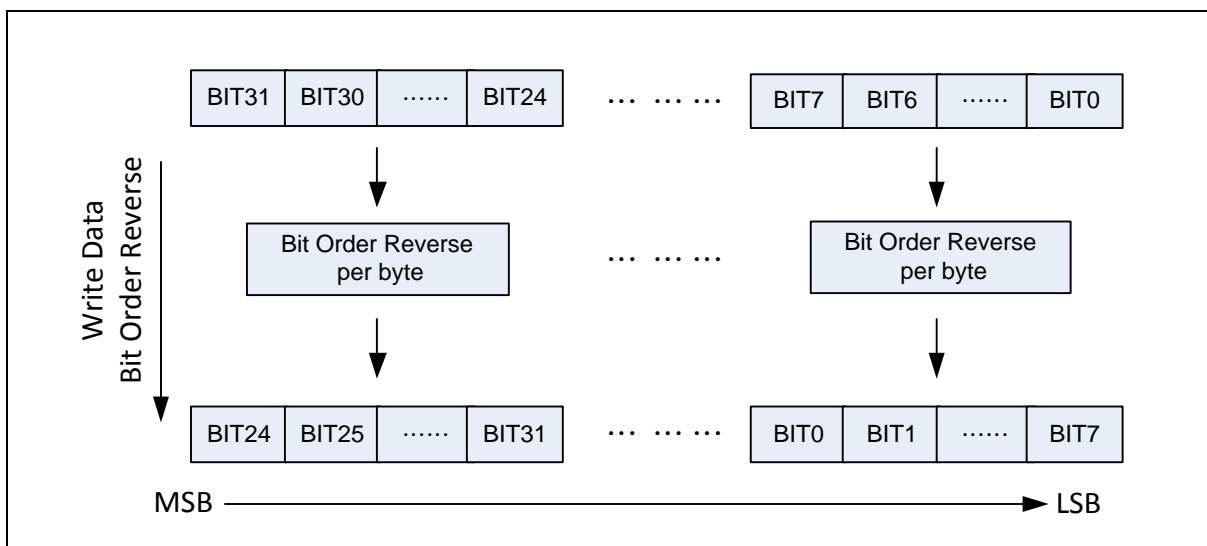 BIT31 BIT30 ······ BIT24 ··· ··· ··· BIT7 BIT6 ······ BIT0
Write Data
Bit Order Reverse
Bit Order Reverse
per byte
··· ··· ···
Bit Order Reverse
per byte
BIT24 BIT25 ······ BIT31 ··· ··· ··· BIT0 BIT1 ······ BIT7
MSB LSB